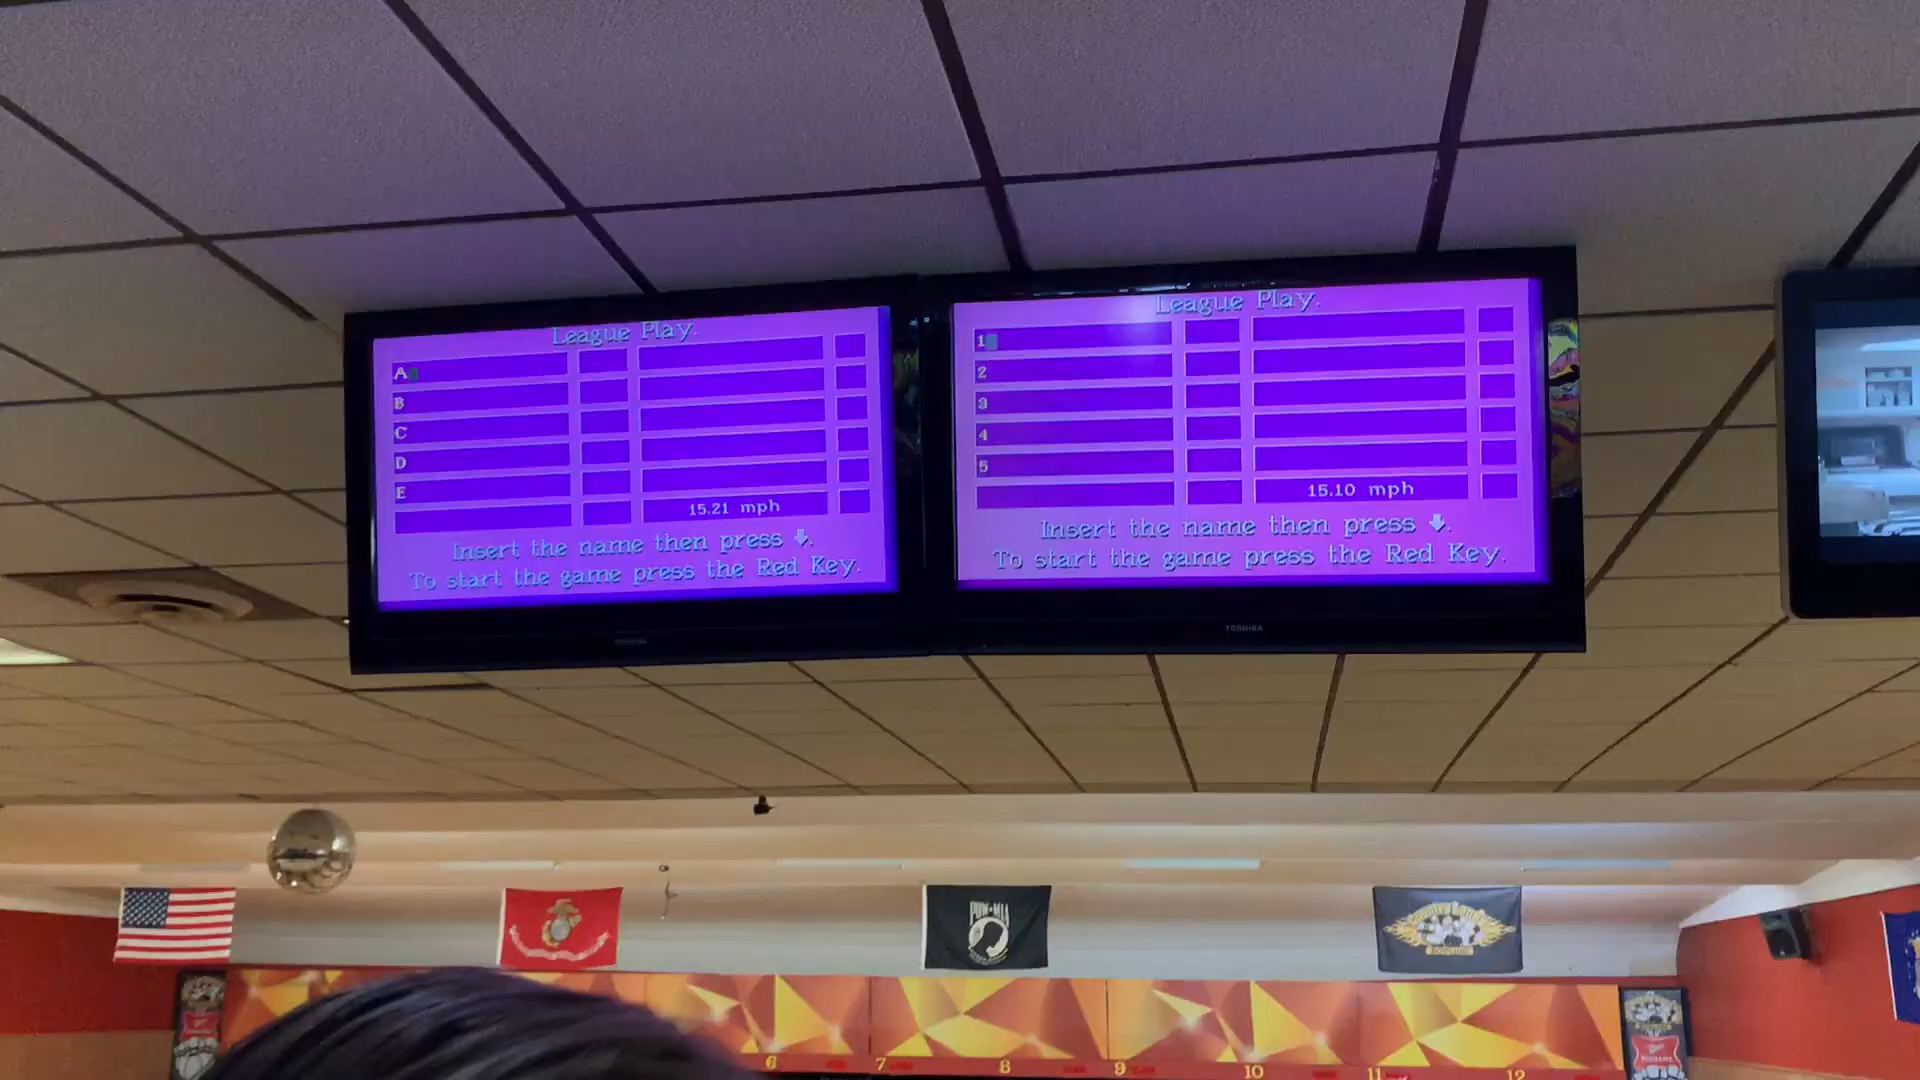 League Play.
A
B
C
D
E
15.21 mph
Insert the name then press ⬇.
To start the game press the Red Key.
League Play.
1
2
3
4
5
15.10 mph
Insert the name then press ⬇.
To start the game press the Red Key.
TOSHIBA
POW★MIA
6
7
8
9
10
11
12